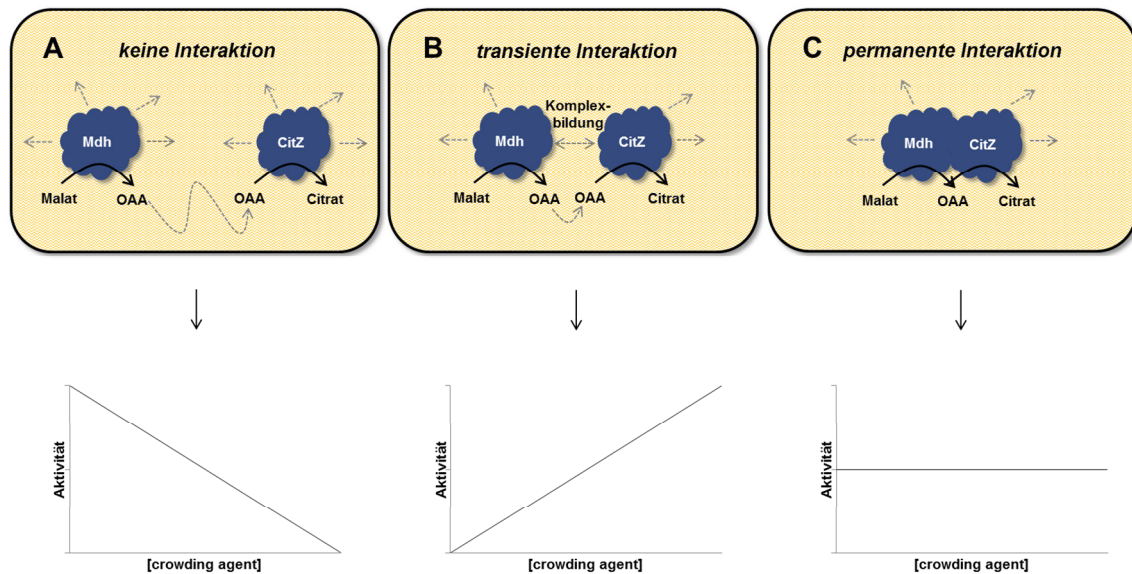 A keine Interaktion
Mdh
CitZ
Malat OAA OAA Citrat
B transiente Interaktion
Komplex-
bildung
Mdh
CitZ
Malat OAA OAA Citrat
C permanente Interaktion
Mdh
CitZ
Malat OAA Citrat
Aktivität
[crowding agent]
Aktivität
[crowding agent]
Aktivität
[crowding agent]